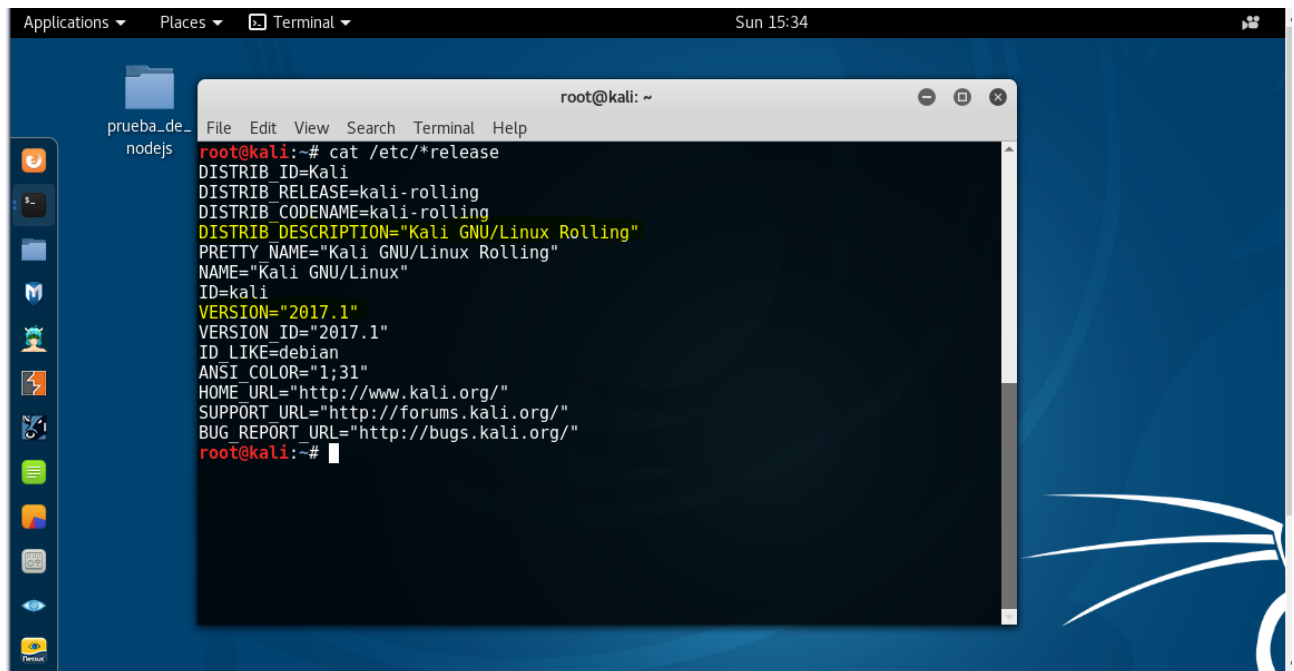 Applications Places Terminal Sun 15:34
prueba_de_
nodejs
root@kali: ~
File Edit View Search Terminal Help
root@kali:~# cat /etc/*release
DISTRIB_ID=Kali
DISTRIB_RELEASE=kali-rolling
DISTRIB_CODENAME=kali-rolling
DISTRIB_DESCRIPTION="Kali GNU/Linux Rolling"
PRETTY_NAME="Kali GNU/Linux Rolling"
NAME="Kali GNU/Linux"
ID=kali
VERSION="2017.1"
VERSION_ID="2017.1"
ID_LIKE=debian
ANSI_COLOR="1;31"
HOME_URL="http://www.kali.org/"
SUPPORT_URL="http://forums.kali.org/"
BUG_REPORT_URL="http://bugs.kali.org/"
root@kali:~#
Nessus